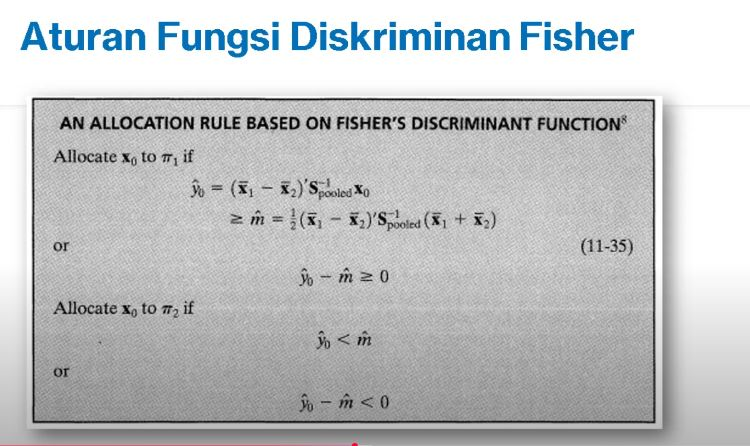 Aturan Fungsi Diskriminan Fisher
AN ALLOCATION RULE BASED ON FISHER'S DISCRIMINANT FUNCTION⁸
Allocate x₀ to π₁ if
ŷ₀ = (x̄₁ − x̄₂)′S⁻¹pooled x₀
≥ m̂ = ½(x̄₁ − x̄₂)′S⁻¹pooled (x̄₁ + x̄₂)
or
(11-35)
ŷ₀ − m̂ ≥ 0
Allocate x₀ to π₂ if
ŷ₀ < m̂
or
ŷ₀ − m̂ < 0